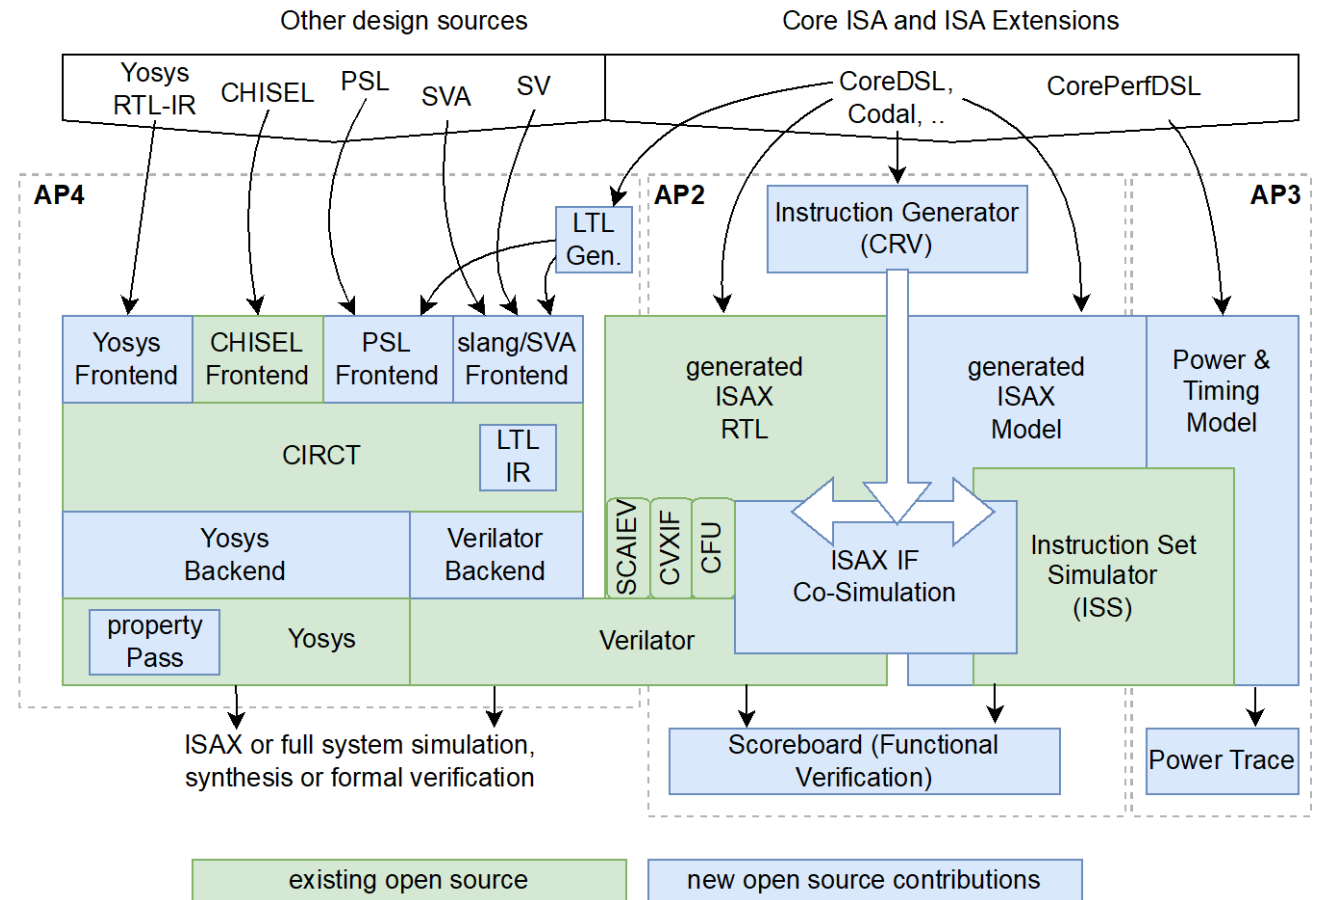 Other design sources
Core ISA and ISA Extensions
Yosys
RTL-IR
CHISEL
PSL
SVA
SV
CoreDSL,
Codal, ..
CorePerfDSL
AP4
AP2
AP3
LTL
Gen.
Instruction Generator
(CRV)
Yosys
Frontend
CHISEL
Frontend
PSL
Frontend
slang/SVA
Frontend
generated
ISAX
RTL
generated
ISAX
Model
Power &
Timing
Model
CIRCT
LTL
IR
Yosys
Backend
Verilator
Backend
SCAIEV
CVXIF
CFU
ISAX IF
Co-Simulation
Instruction Set
Simulator
(ISS)
property
Pass
Yosys
Verilator
ISAX or full system simulation,
synthesis or formal verification
Scoreboard (Functional
Verification)
Power Trace
existing open source
new open source contributions